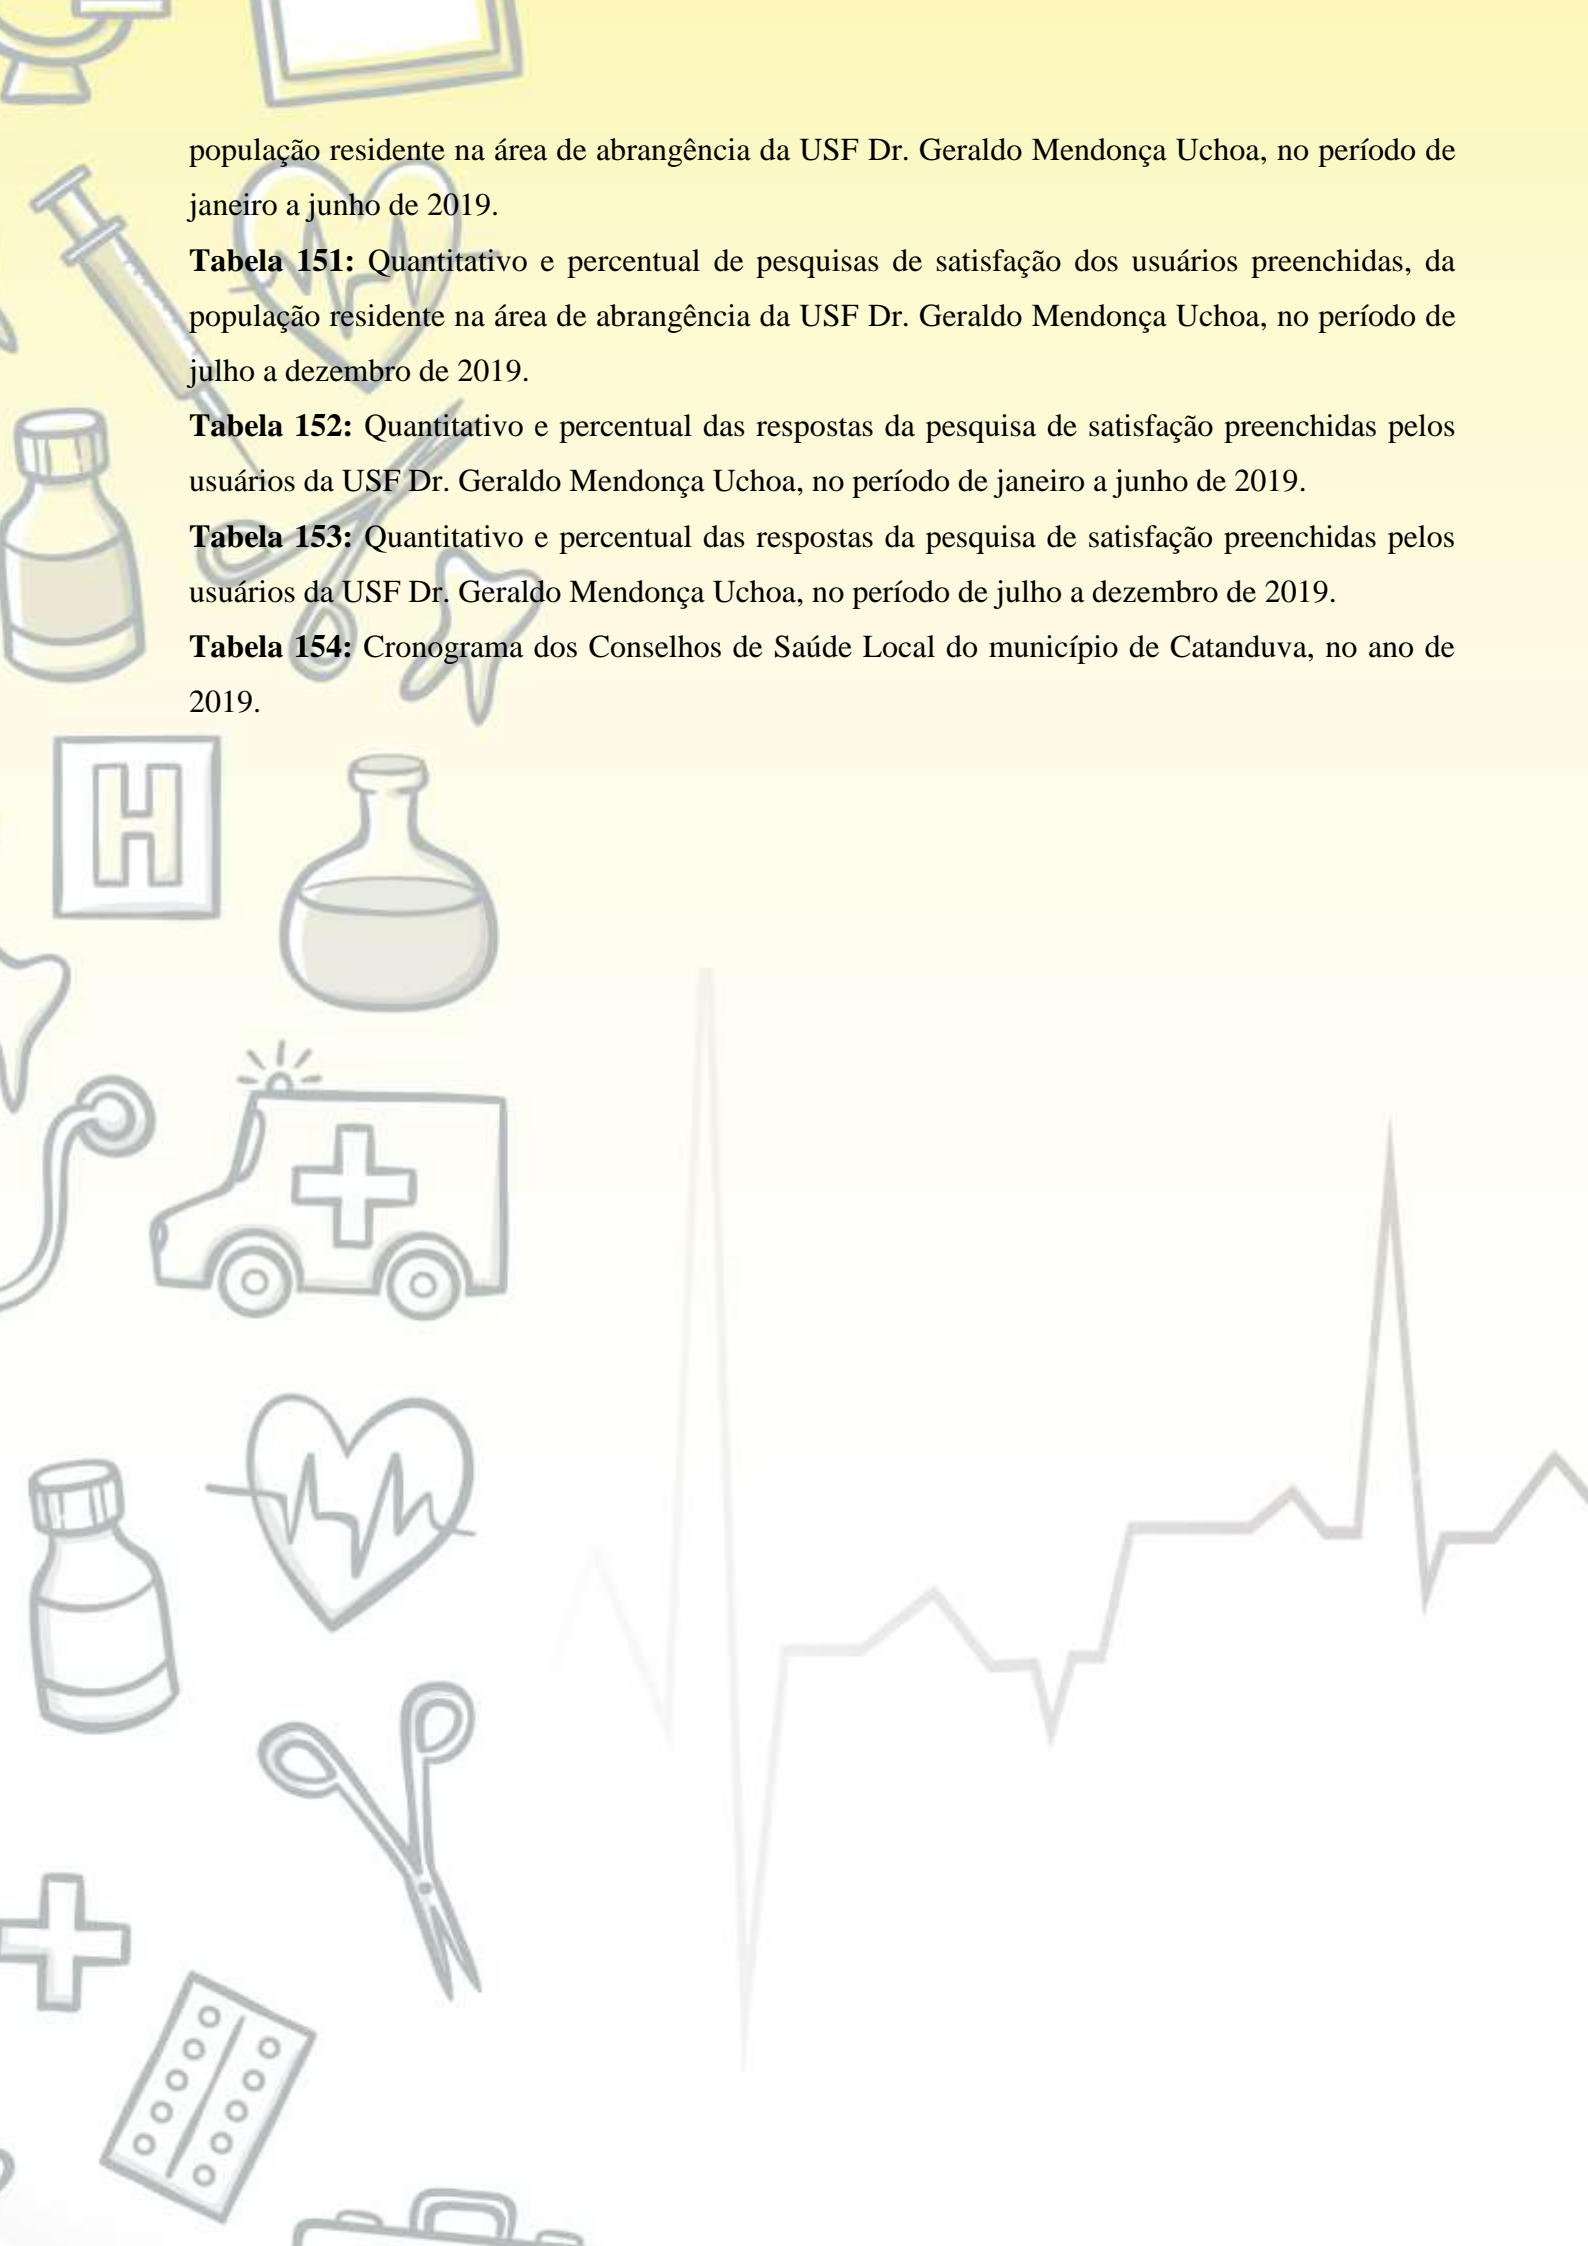 população residente na área de abrangência da USF Dr. Geraldo Mendonça Uchoa, no período de
janeiro a junho de 2019.
Tabela 151: Quantitativo e percentual de pesquisas de satisfação dos usuários preenchidas, da
população residente na área de abrangência da USF Dr. Geraldo Mendonça Uchoa, no período de
julho a dezembro de 2019.
Tabela 152: Quantitativo e percentual das respostas da pesquisa de satisfação preenchidas pelos
usuários da USF Dr. Geraldo Mendonça Uchoa, no período de janeiro a junho de 2019.
Tabela 153: Quantitativo e percentual das respostas da pesquisa de satisfação preenchidas pelos
usuários da USF Dr. Geraldo Mendonça Uchoa, no período de julho a dezembro de 2019.
Tabela 154: Cronograma dos Conselhos de Saúde Local do município de Catanduva, no ano de
2019.
H